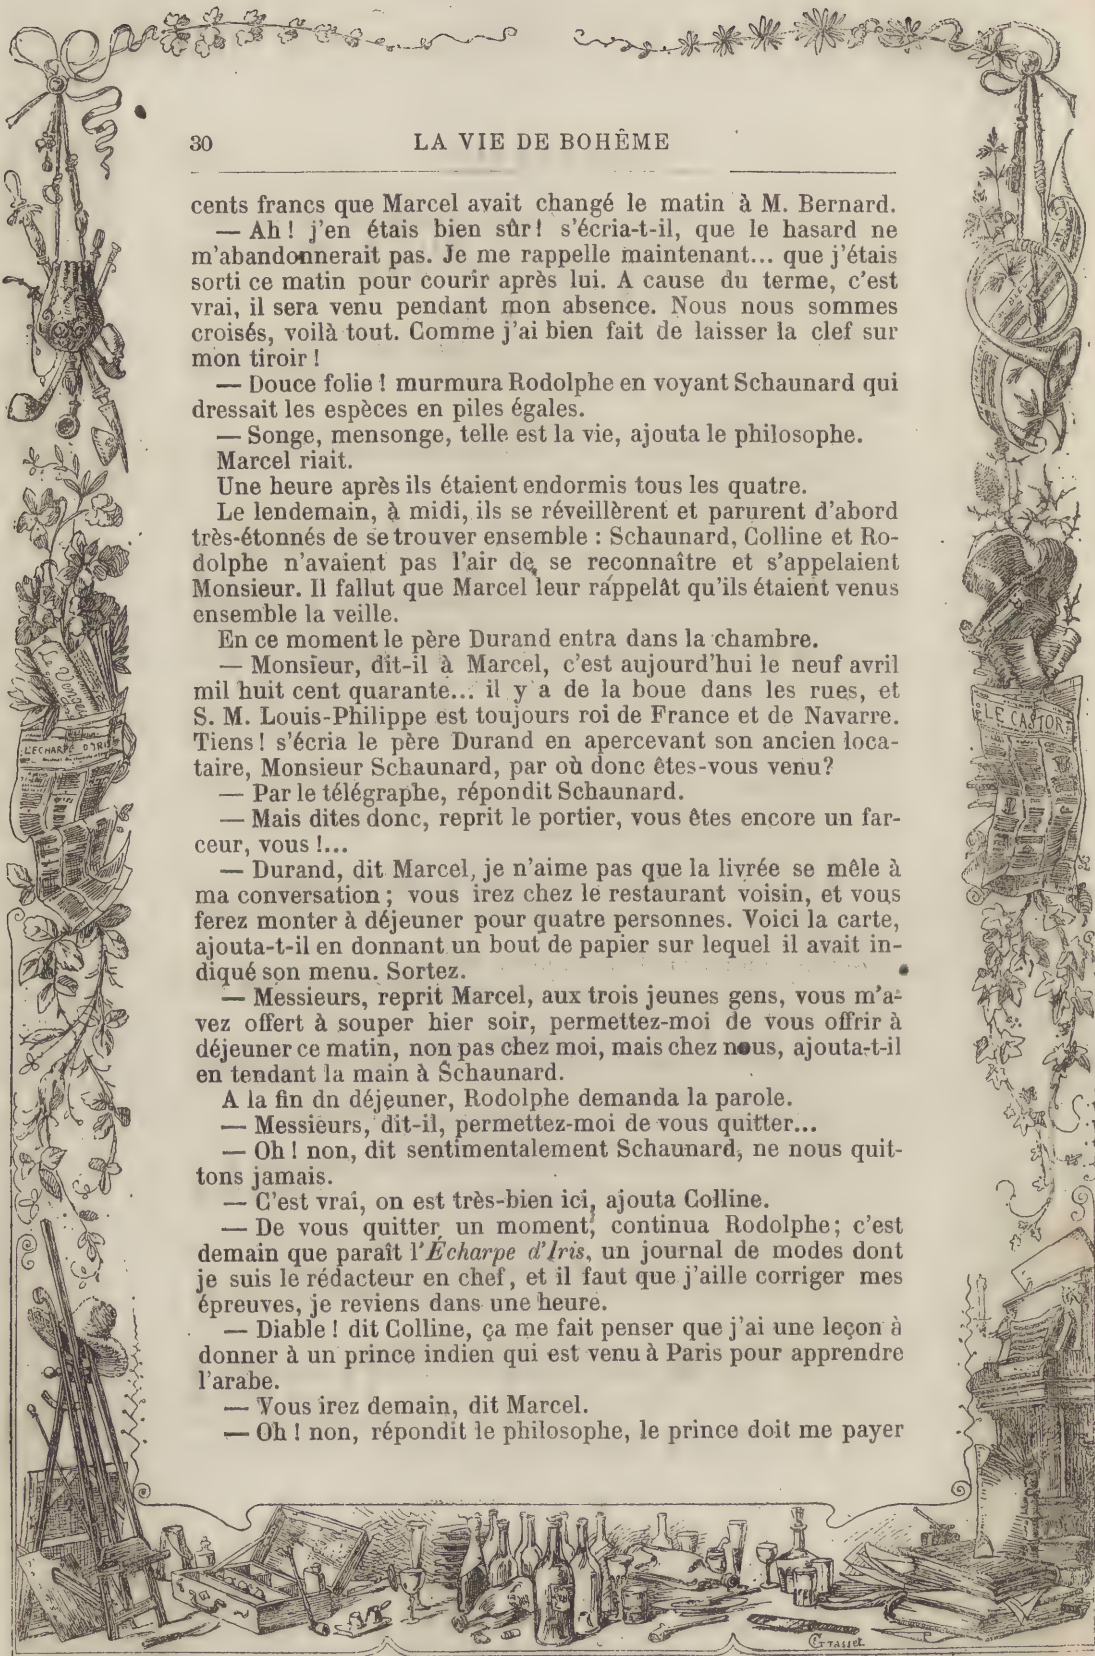 30 LA VIE DE BOHÊME
cents francs que Marcel avait changé le matin à M. Bernard.
— Ah ! j'en étais bien sûr ! s'écria-t-il, que le hasard ne
m'abandonnerait pas. Je me rappelle maintenant... que j'étais
sorti ce matin pour courir après lui. A cause du terme, c'est
vrai, il sera venu pendant mon absence. Nous nous sommes
croisés, voilà tout. Comme j'ai bien fait de laisser la clef sur
mon tiroir !
— Douce folie ! murmura Rodolphe en voyant Schaunard qui
dressait les espèces en piles égales.
— Songe, mensonge, telle est la vie, ajouta le philosophe.
Marcel riait.
Une heure après ils étaient endormis tous les quatre.
Le lendemain, à midi, ils se réveillèrent et parurent d'abord
très-étonnés de se trouver ensemble : Schaunard, Colline et Ro-
dolphe n'avaient pas l'air de se reconnaître et s'appelaient
Monsieur. Il fallut que Marcel leur rappelât qu'ils étaient venus
ensemble la veille.
En ce moment le père Durand entra dans la chambre.
— Monsieur, dit-il à Marcel, c'est aujourd'hui le neuf avril
mil huit cent quarante... il y a de la boue dans les rues, et
S. M. Louis-Philippe est toujours roi de France et de Navarre.
Tiens ! s'écria le père Durand en apercevant son ancien loca-
taire, Monsieur Schaunard, par où donc êtes-vous venu?
— Par le télégraphe, répondit Schaunard.
— Mais dites donc, reprit le portier, vous êtes encore un far-
ceur, vous !...
— Durand, dit Marcel, je n'aime pas que la livrée se mêle à
ma conversation ; vous irez chez le restaurant voisin, et vous
ferez monter à déjeuner pour quatre personnes. Voici la carte,
ajouta-t-il en donnant un bout de papier sur lequel il avait in-
diqué son menu. Sortez.
— Messieurs, reprit Marcel, aux trois jeunes gens, vous m'a-
vez offert à souper hier soir, permettez-moi de vous offrir à
déjeuner ce matin, non pas chez moi, mais chez nous, ajouta-t-il
en tendant la main à Schaunard.
A la fin dn déjeuner, Rodolphe demanda la parole.
— Messieurs, dit-il, permettez-moi de vous quitter...
— Oh ! non, dit sentimentalement Schaunard, ne nous quit-
tons jamais.
— C'est vrai, on est très-bien ici, ajouta Colline.
— De vous quitter un moment, continua Rodolphe ; c'est
demain que paraît l'Écharpe d'Iris, un journal de modes dont
je suis le rédacteur en chef, et il faut que j'aille corriger mes
épreuves, je reviens dans une heure.
— Diable ! dit Colline, ça me fait penser que j'ai une leçon à
donner à un prince indien qui est venu à Paris pour apprendre
l'arabe.
— Vous irez demain, dit Marcel.
— Oh ! non, répondit le philosophe, le prince doit me payer
L'ÉCHARPE D'IRIS
LE CASTOR
Grasset